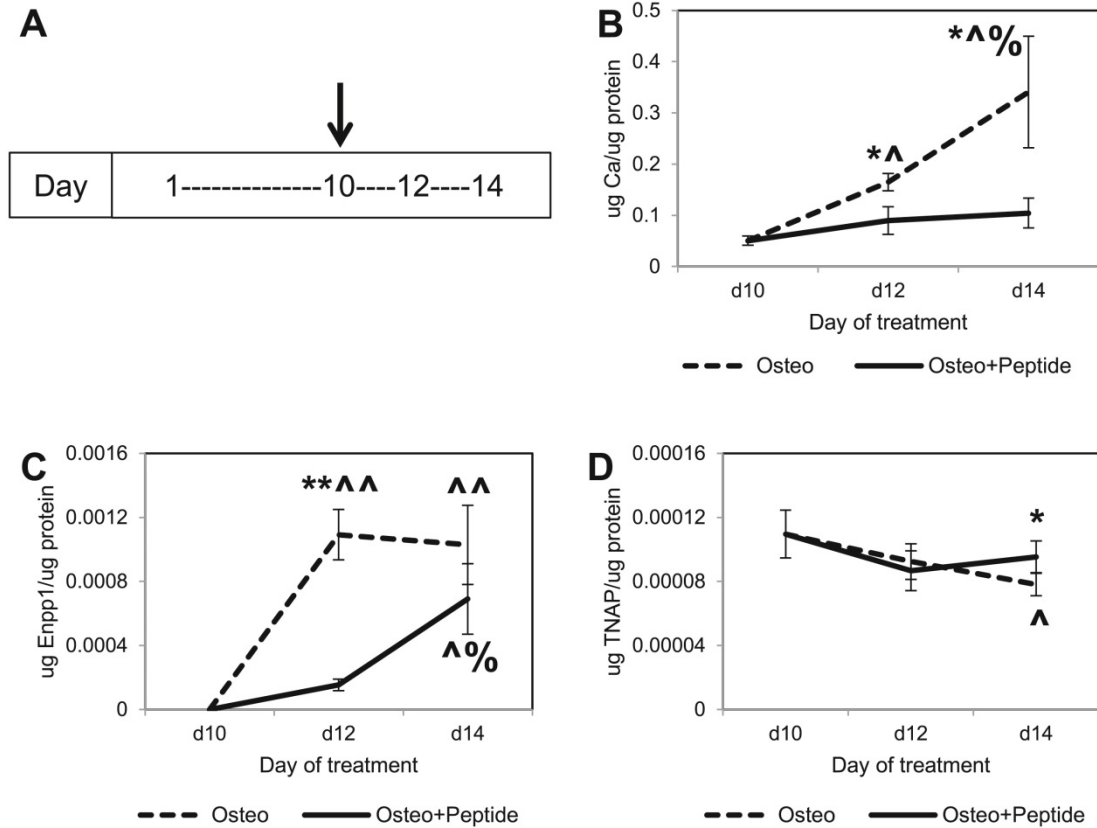 A
Day
1---------------10----12----14
B
ug Ca/ug protein
0.5
0.4
0.3
0.2
0.1
0
*^
*^%
d10 d12 d14
Day of treatment
Osteo Osteo+Peptide
C
ug Enpp1/ug protein
0.0016
0.0012
0.0008
0.0004
0
**^^
^^
^%
d10 d12 d14
Day of treatment
Osteo Osteo+Peptide
D
ug TNAP/ug protein
0.00016
0.00012
0.00008
0.00004
0
*
^
d10 d12 d14
Day of treatment
Osteo Osteo+Peptide